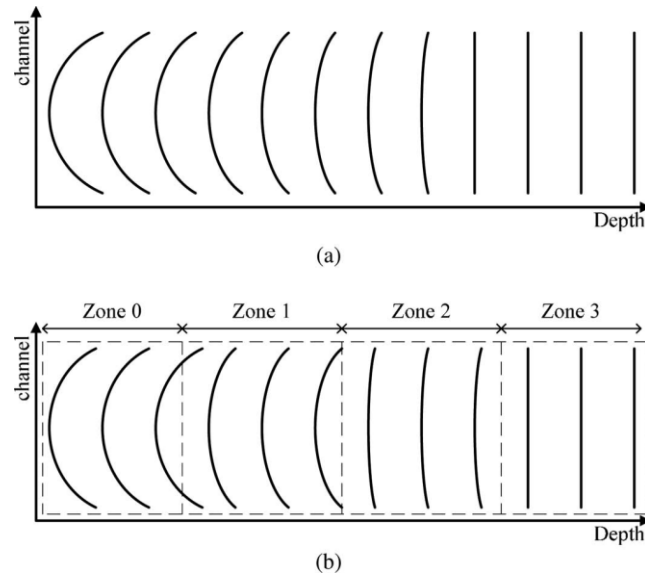 channel
Depth
(a)
Zone 0 Zone 1 Zone 2 Zone 3
channel
Depth
(b)